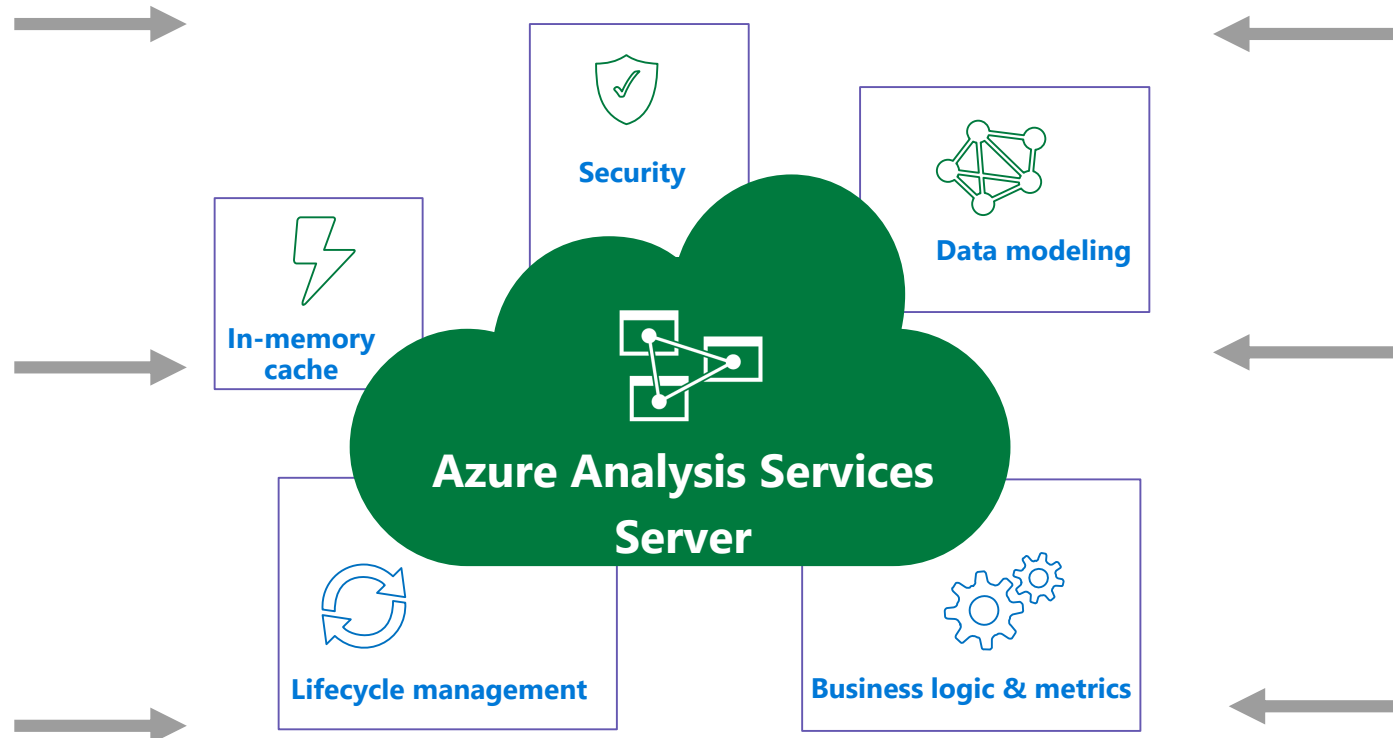 Security
Data modeling
In-memory
cache
Azure Analysis Services
Server
Lifecycle management
Business logic & metrics